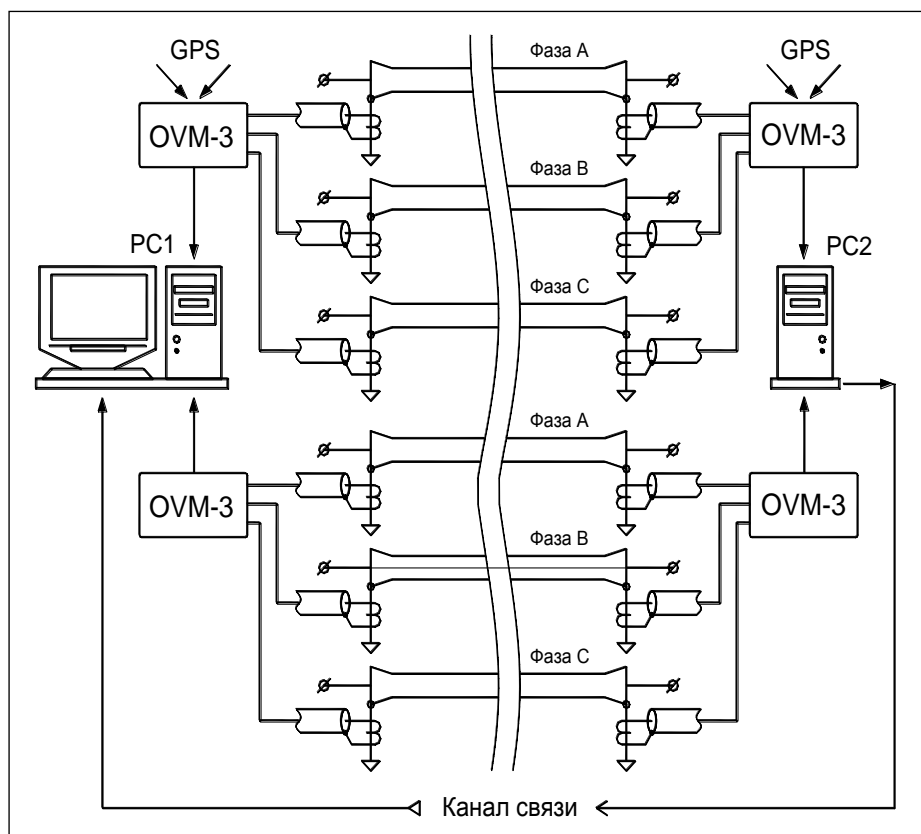 GPS
Фаза А
GPS
OVM-3
OVM-3
Фаза В
PC1
PC2
Фаза С
Фаза А
OVM-3
OVM-3
Фаза В
Фаза С
Канал связи